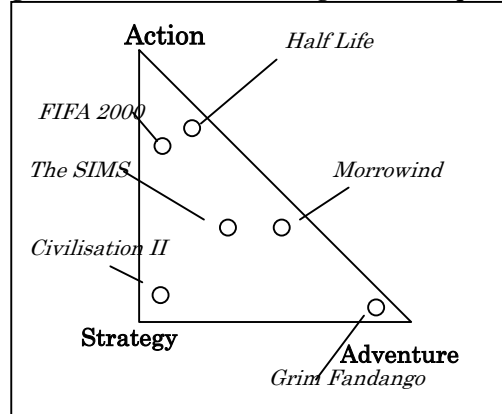 Action
Half Life
FIFA 2000
The SIMS
Morrowind
Civilisation II
Strategy
Adventure
Grim Fandango